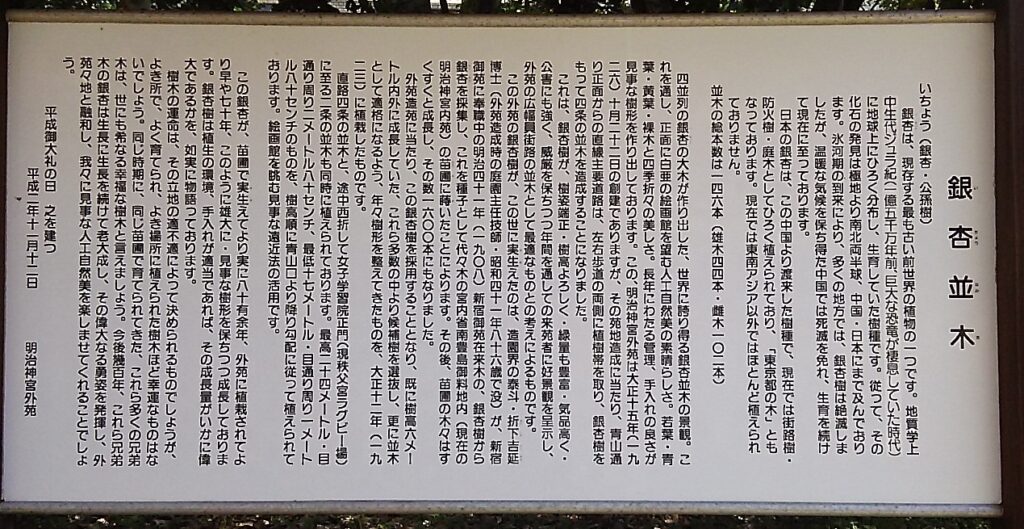 銀杏並木
いちょう（銀杏・公孫樹）
銀杏は、現存する最も古い前世界の植物の一つです。地質学上
中生代ジュラ紀（一億五千万年前、巨大な恐竜が棲息していた時代）
に地球上にひろく分布し、生育していた樹種です。従って、その
化石の発見は極地より南北両半球、中国・日本にまで及んでおり
ます。氷河期の到来により、多くの地方では、銀杏樹は絶滅しま
したが、温暖な気候を保ち得た中国では死滅を免れ、生育を続け
て現在に至っております。
日本の銀杏は、この中国より渡来した樹種で、現在では街路樹・
防火樹・庭木としてひろく植えられており、「東京都の木」とも
なっております。現在では東南アジア以外ではほとんど植えられ
ておりません。
並木の総本数は一四六本（雄木四四本・雌木一〇二本）
四並列の銀杏の大木が作り出した、世界に誇り得る銀杏並木の景観。こ
れを通し、正面に白亜の絵画館を望む人工自然美の素晴らしさ。若葉・青
葉・黄葉・裸木と四季折々の美しさ。長年にわたる管理、手入れの良さが
見事な樹形を作り出しております。この、明治神宮外苑は大正十五年（一九
二六）十月二十二日の創建でありますが、その苑地造成に当たり、青山通
り正面からの直線主要道路は、左右歩道の両側に植樹帯を取り、銀杏樹を
もって四条の並木を造成することになりました。
これは、銀杏樹が、樹姿端正・樹高よろしく・緑量も豊富・気品高く・
公害にも強く、威厳を保ちつつ年間を通しての来苑者に好景観を呈示し、
外苑の広幅員街路の並木として最適なものとの考えによるものです。
この外苑の銀杏樹が、この世に実生えたのは、造園界の泰斗・折下吉延
博士（外苑造成時の庭園主任技師・昭和四十一年八十六歳で没）が、新宿
御苑に奉職中の明治四十一年（一九〇八）新宿御苑在来木の、銀杏樹から
銀杏を採集し、これを種子として代々木の宮内省南豊島御料地内（現在の
明治神宮内苑）の苗圃に蒔いたことによります。その後、苗圃の木々はす
くすくと成長し、その数一六〇〇本にもなりました。
外苑造苑に当たり、この銀杏樹を採用することとなり、既に樹高六メー
トル内外に成長していた、これら多数の中より候補樹を選抜し、更に並木
として適格になるよう、年々樹形を整えてきたものを、大正十二年（一九
二三）に植栽したものです。
直路四条の並木と、途中西折して女子学習院正門（現秩父宮ラグビー場）
に至る二条の並木も同時に植えられております。最高二十四メートル・目
通り周り二メートル八十センチ、最低十七メートル・目通り周り一メート
ル八十センチのものを、樹高順に青山口より降り勾配に従って植えられて
おります。絵画館を眺む見事な遠近法の活用です。
この銀杏が、苗圃で実生えてより実に八十有余年、外苑に植栽されてよ
り早や七十年、このように雄大に・見事な樹形を保ちつつ成長しておりま
す。銀杏樹は植生の環境、手入れが適当であれば、その成長量がいかに偉
大であるかを、如実に物語っております。
樹木の運命は、その立地の適不適によって決められるものでしょうが、
よき所で、よく育てられ、よき場所に植えられた樹木ほど幸運なものはな
いでしょう。同じ時期に、同じ苗圃で育てられてきた、これら多くの兄弟
木は、世にも希なる幸福な樹木と言えましょう。今後幾百年、これら兄弟
木の銀杏は生長に生長を続けて老大成し、その偉大なる勇姿を発揮し、外
苑々地と融和し、我々に見事な人工自然美を楽しませてくれることでしょ
う。
平成御大礼の日　之を建つ
平成二年十一月十二日　明治神宮外苑